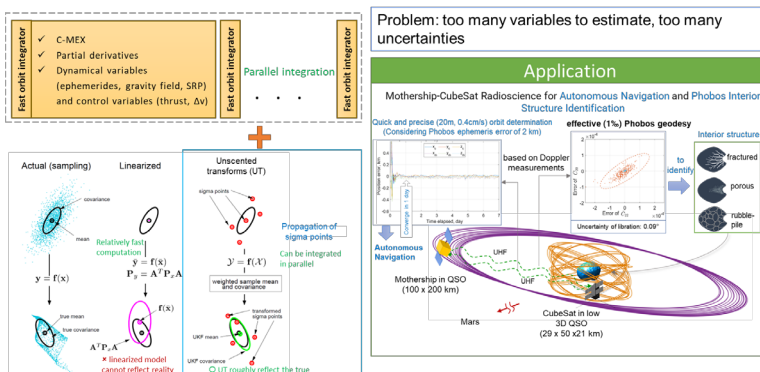 Fast orbit integrator
✓ C-MEX
✓ Partial derivatives
✓ Dynamical variables
(ephemerides, gravity field, SRP)
and control variables (thrust, Δv)
Fast orbit integrator
Parallel integration
. . .
Fast orbit integrator
Actual (sampling)
covariance
mean
y = f(x)
true mean
true covariance
Linearized
Relatively fast
computation
ȳ = f(x̄)
P_y = A^T P_x A
f(x̄)
A^T P_x A
× linearized model
cannot reflect reality
Unscented
transforms (UT)
sigma points
𝒴 = f(𝒳)
weighted sample mean
and covariance
transformed
sigma points
UKF mean
UKF covariance
UT roughly reflect the true
Propagation of
sigma points
Can be integrated
in parallel
Problem: too many variables to estimate, too many
uncertainties
Application
Mothership-CubeSat Radioscience for Autonomous Navigation and Phobos Interior
Structure Identification
Quick and precise (20m, 0.4cm/s) orbit determination
(Considering Phobos ephemeris error of 2 km)
Converge in 1 day
Time elapsed, day
based on Doppler
measurements
effective (1‰) Phobos geodesy
Uncertainty of libration: 0.09°
to
identify
Interior structure
fractured
porous
rubble-
pile
Autonomous
Navigation
UHF
UHF
Mothership in QSO
(100 x 200 km)
Mars
CubeSat in low
3D QSO
(29 x 50 x21 km)